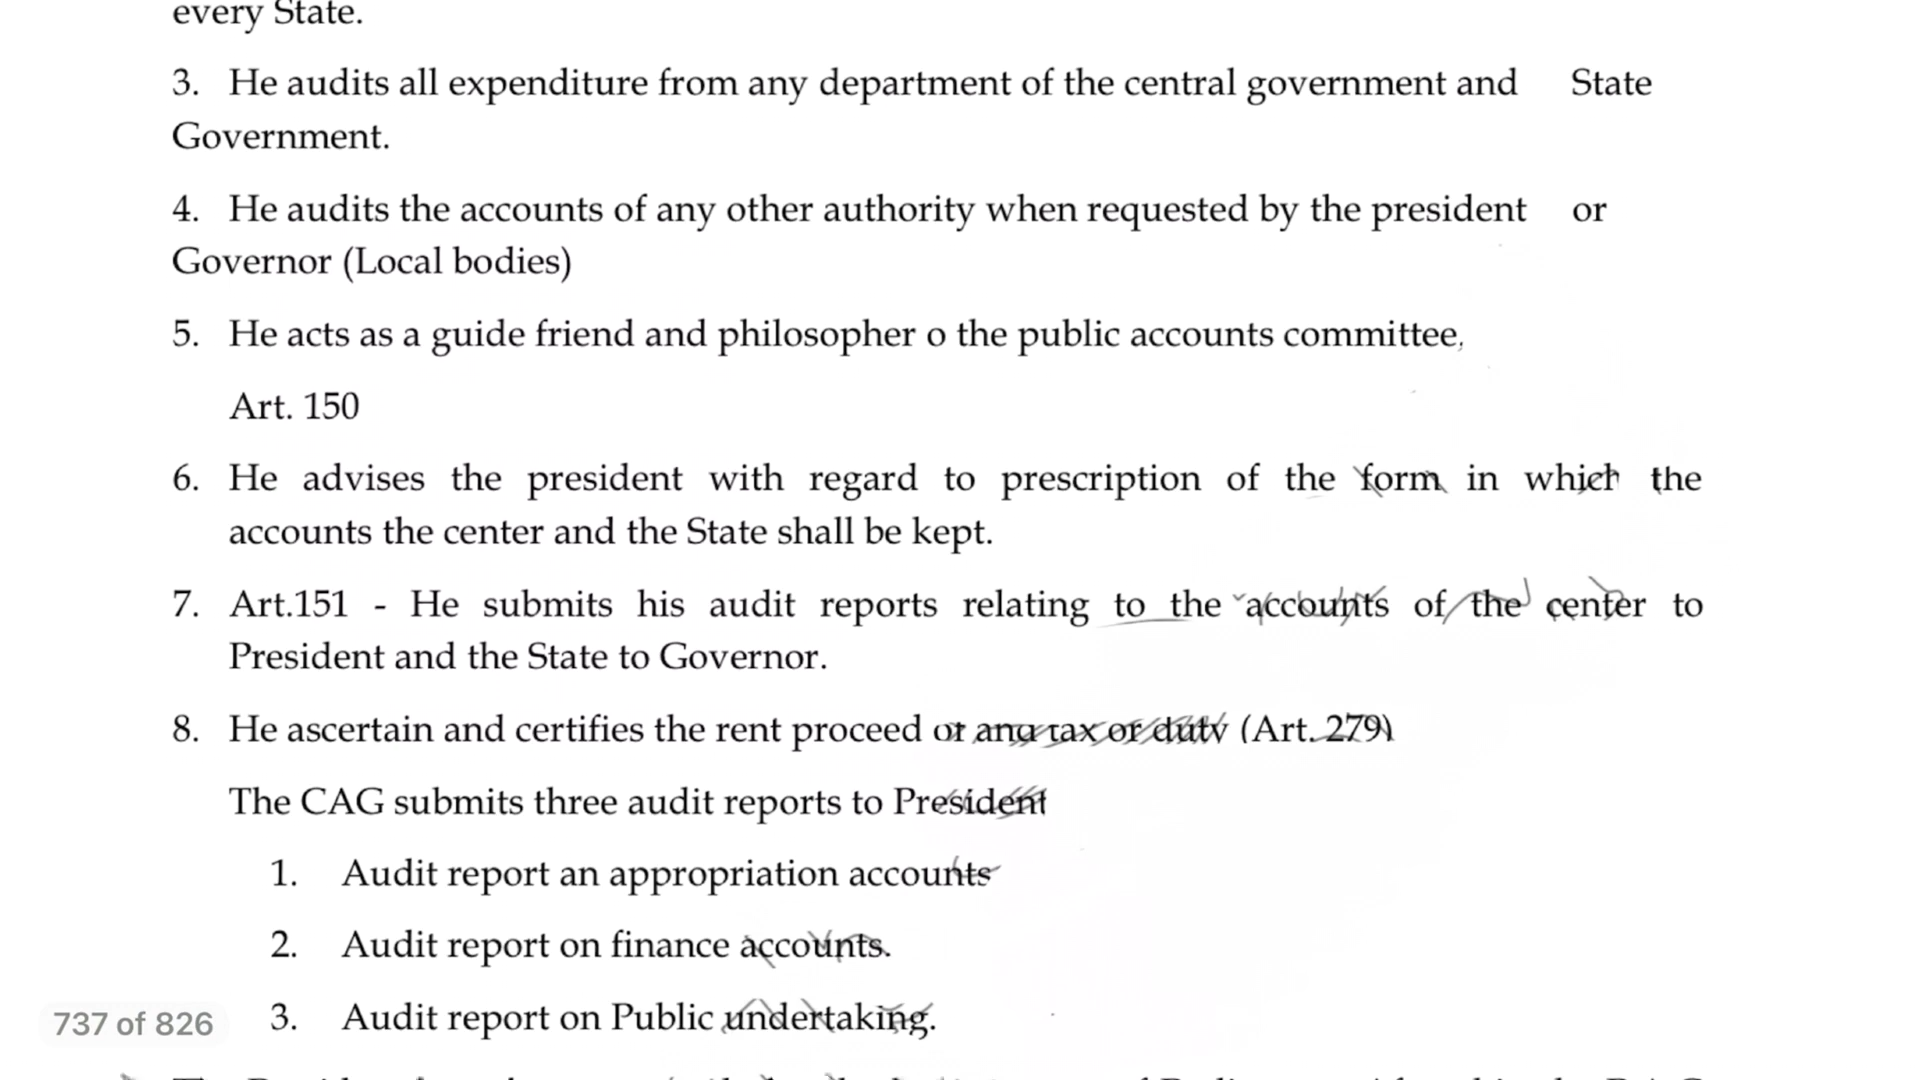 every State.
3. He audits all expenditure from any department of the central government and State
Government.
4. He audits the accounts of any other authority when requested by the president or
Governor (Local bodies)
5. He acts as a guide friend and philosopher o the public accounts committee.
Art. 150
6. He advises the president with regard to prescription of the form in which the
accounts the center and the State shall be kept.
7. Art.151 - He submits his audit reports relating to the accounts of the center to
President and the State to Governor.
8. He ascertain and certifies the rent proceed or any tax or duty (Art. 279)
The CAG submits three audit reports to President
1. Audit report an appropriation accounts
2. Audit report on finance accounts.
3. Audit report on Public undertaking.
737 of 826